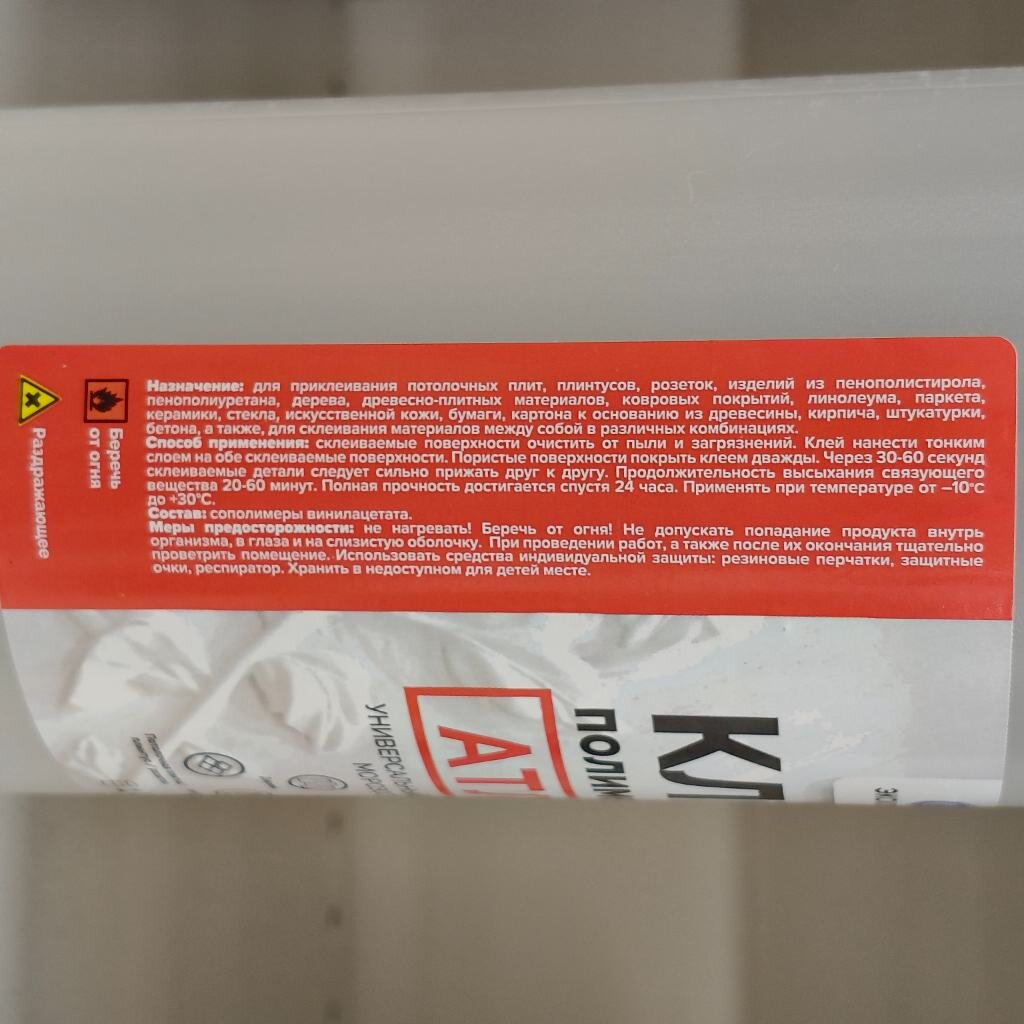 Назначение: для приклеивания потолочных плит, плинтусов, розеток, изделий из пенополистирола,
пенополиуретана, дерева, древесно-плитных материалов, ковровых покрытий, линолеума, паркета,
керамики, стекла, искусственной кожи, бумаги, картона к основанию из древесины, кирпича, штукатурки,
бетона, а также, для склеивания материалов между собой в различных комбинациях.
Способ применения: склеиваемые поверхности очистить от пыли и загрязнений. Клей нанести тонким
слоем на обе склеиваемые поверхности. Пористые поверхности покрыть клеем дважды. Через 30-60 секунд
склеиваемые детали следует сильно прижать друг к другу. Продолжительность высыхания связующего
вещества 20-60 минут. Полная прочность достигается спустя 24 часа. Применять при температуре от –10°С
до +30°С.
Состав: сополимеры винилацетата.
Меры предосторожности: не нагревать! Беречь от огня! Не допускать попадание продукта внутрь
организма, в глаза и на слизистую оболочку. При проведении работ, а также после их окончания тщательно
проветрить помещение. Использовать средства индивидуальной защиты: резиновые перчатки, защитные
очки, респиратор. Хранить в недоступном для детей месте.
Беречь
от огня
Раздражающее
КЛ
ПОЛИМ
АТ
УНИВЕРСАЛЬН
МОРОЗ